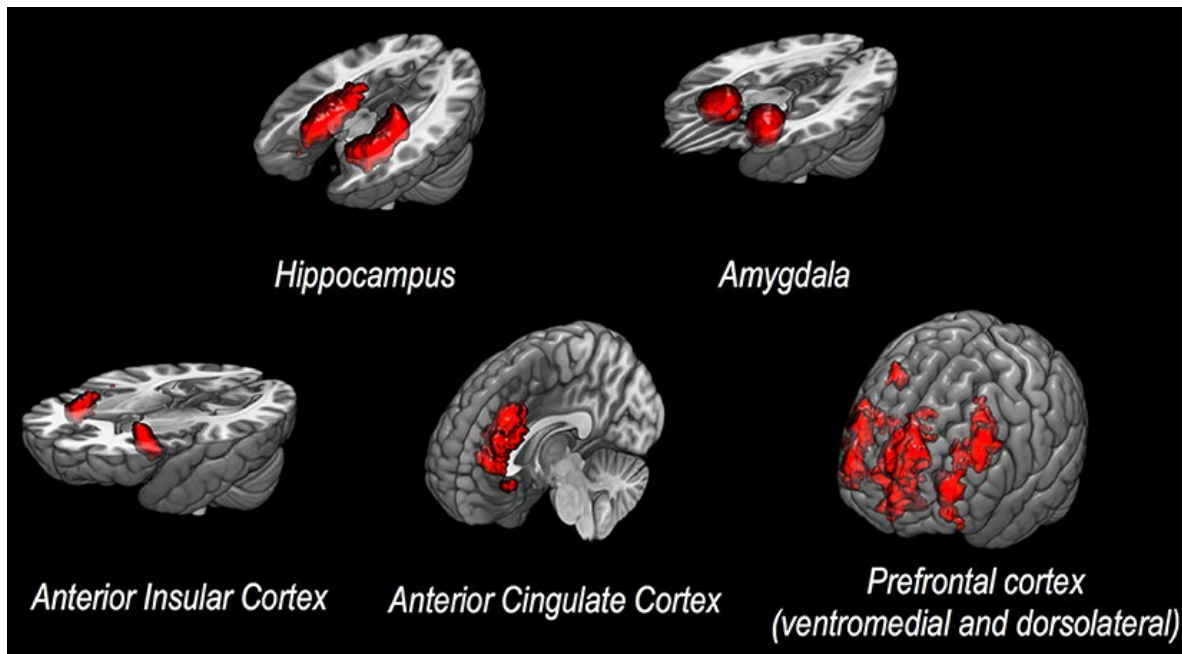 Hippocampus
Amygdala
Anterior Insular Cortex
Anterior Cingulate Cortex
Prefrontal cortex
(ventromedial and dorsolateral)